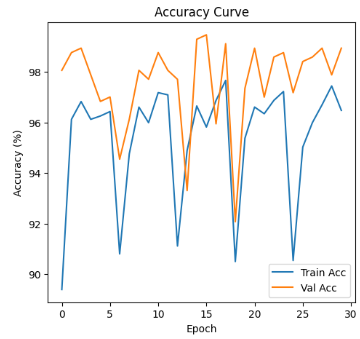 Accuracy Curve
98
96
94
92
90
Accuracy (%)
Train Acc
Val Acc
0 5 10 15 20 25 30
Epoch